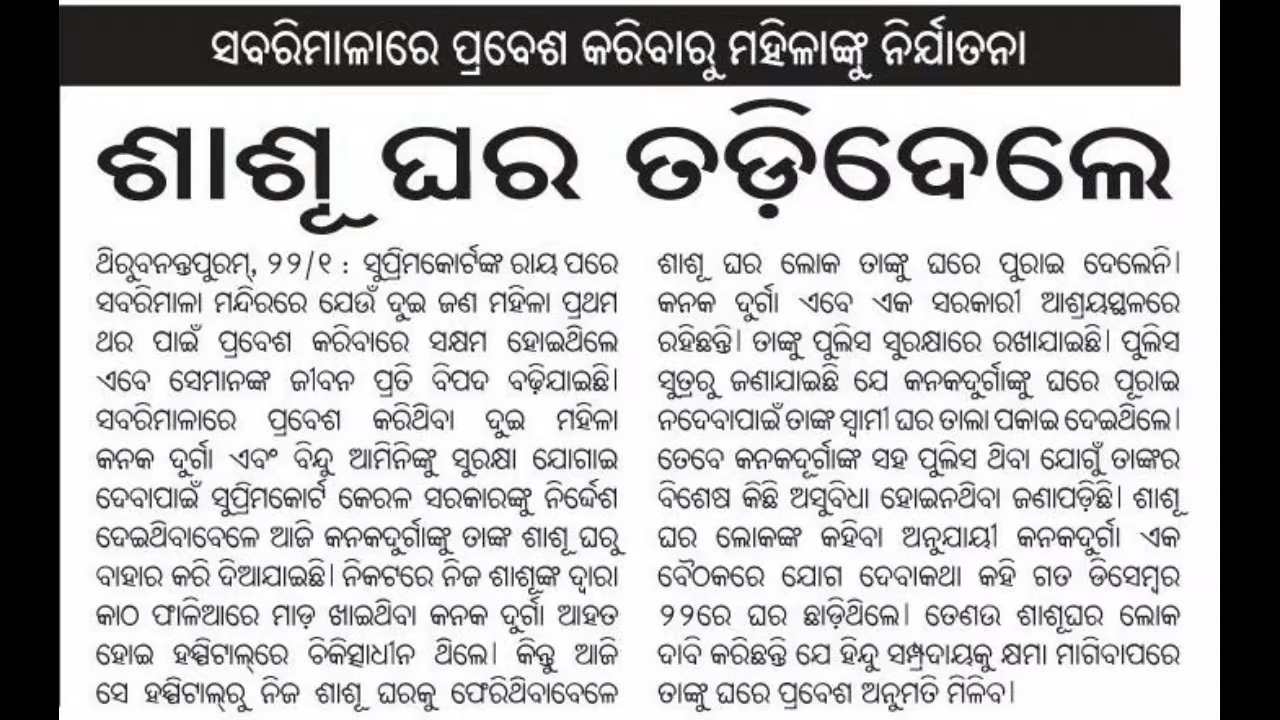 ସବରିମାଳାରେ ପ୍ରବେଶ କରିବାରୁ ମହିଳାଙ୍କୁ ନିର୍ଯାତନା
ଶାଶୂ ଘର ତଡ଼ିଦେଲେ
ଥିରୁବନନ୍ତପୁରମ୍, ୨୨/୧ : ସୁପ୍ରିମକୋର୍ଟଙ୍କ ରାୟ ପରେ
ସବରିମାଳା ମନ୍ଦିରରେ ଯେଉଁ ଦୁଇ ଜଣ ମହିଳା ପ୍ରଥମ
ଥର ପାଇଁ ପ୍ରବେଶ କରିବାରେ ସକ୍ଷମ ହୋଇଥିଲେ
ଏବେ ସେମାନଙ୍କ ଜୀବନ ପ୍ରତି ବିପଦ ବଢ଼ିଯାଇଛି।
ସବରିମାଳାରେ ପ୍ରବେଶ କରିଥିବା ଦୁଇ ମହିଳା
କନକ ଦୁର୍ଗା ଏବଂ ବିନ୍ଦୁ ଆମିନିଙ୍କୁ ସୁରକ୍ଷା ଯୋଗାଇ
ଦେବାପାଇଁ ସୁପ୍ରିମକୋର୍ଟ କେରଳ ସରକାରଙ୍କୁ ନିର୍ଦ୍ଦେଶ
ଦେଇଥିବାବେଳେ ଆଜି କନକଦୁର୍ଗାଙ୍କୁ ତାଙ୍କ ଶାଶୂ ଘରୁ
ବାହାର କରି ଦିଆଯାଇଛି। ନିକଟରେ ନିଜ ଶାଶୂଙ୍କ ଦ୍ୱାରା
କାଠ ଫାଳିଆରେ ମାଡ଼ ଖାଇଥିବା କନକ ଦୁର୍ଗା ଆହତ
ହୋଇ ହସ୍ପିଟାଲ୍‌ରେ ଚିକିତ୍ସାଧୀନ ଥିଲେ। କିନ୍ତୁ ଆଜି
ସେ ହସ୍ପିଟାଲ୍‌ରୁ ନିଜ ଶାଶୂ ଘରକୁ ଫେରିଥିବାବେଳେ
ଶାଶୂ ଘର ଲୋକ ତାଙ୍କୁ ଘରେ ପୁରାଇ ଦେଲେନି।
କନକ ଦୁର୍ଗା ଏବେ ଏକ ସରକାରୀ ଆଶ୍ରୟସ୍ଥଳରେ
ରହିଛନ୍ତି। ତାଙ୍କୁ ପୁଲିସ ସୁରକ୍ଷାରେ ରଖାଯାଇଛି। ପୁଲିସ
ସୁତ୍ରରୁ ଜଣାଯାଇଛି ଯେ କନକଦୁର୍ଗାଙ୍କୁ ଘରେ ପୂରାଇ
ନଦେବାପାଇଁ ତାଙ୍କ ସ୍ୱାମୀ ଘର ତାଲା ପକାଇ ଦେଇଥିଲେ।
ତେବେ କନକଦୂର୍ଗାଙ୍କ ସହ ପୁଲିସ ଥିବା ଯୋଗୁଁ ତାଙ୍କର
ବିଶେଷ କିଛି ଅସୁବିଧା ହୋଇନଥିବା ଜଣାପଡ଼ିଛି। ଶାଶୂ
ଘର ଲୋକଙ୍କ କହିବା ଅନୁଯାୟୀ କନକଦୁର୍ଗା ଏକ
ବୈଠକରେ ଯୋଗ ଦେବାକଥା କହି ଗତ ଡିସେମ୍ବର
୨୨ରେ ଘର ଛାଡ଼ିଥିଲେ। ତେଣଉ ଶାଶୂଘର ଲୋକ
ଦାବି କରିଛନ୍ତି ଯେ ହିନ୍ଦୁ ସମ୍ପ୍ରଦାୟକୁ କ୍ଷମା ମାଗିବାପରେ
ତାଙ୍କୁ ଘରେ ପ୍ରବେଶ ଅନୁମତି ମିଳିବ।